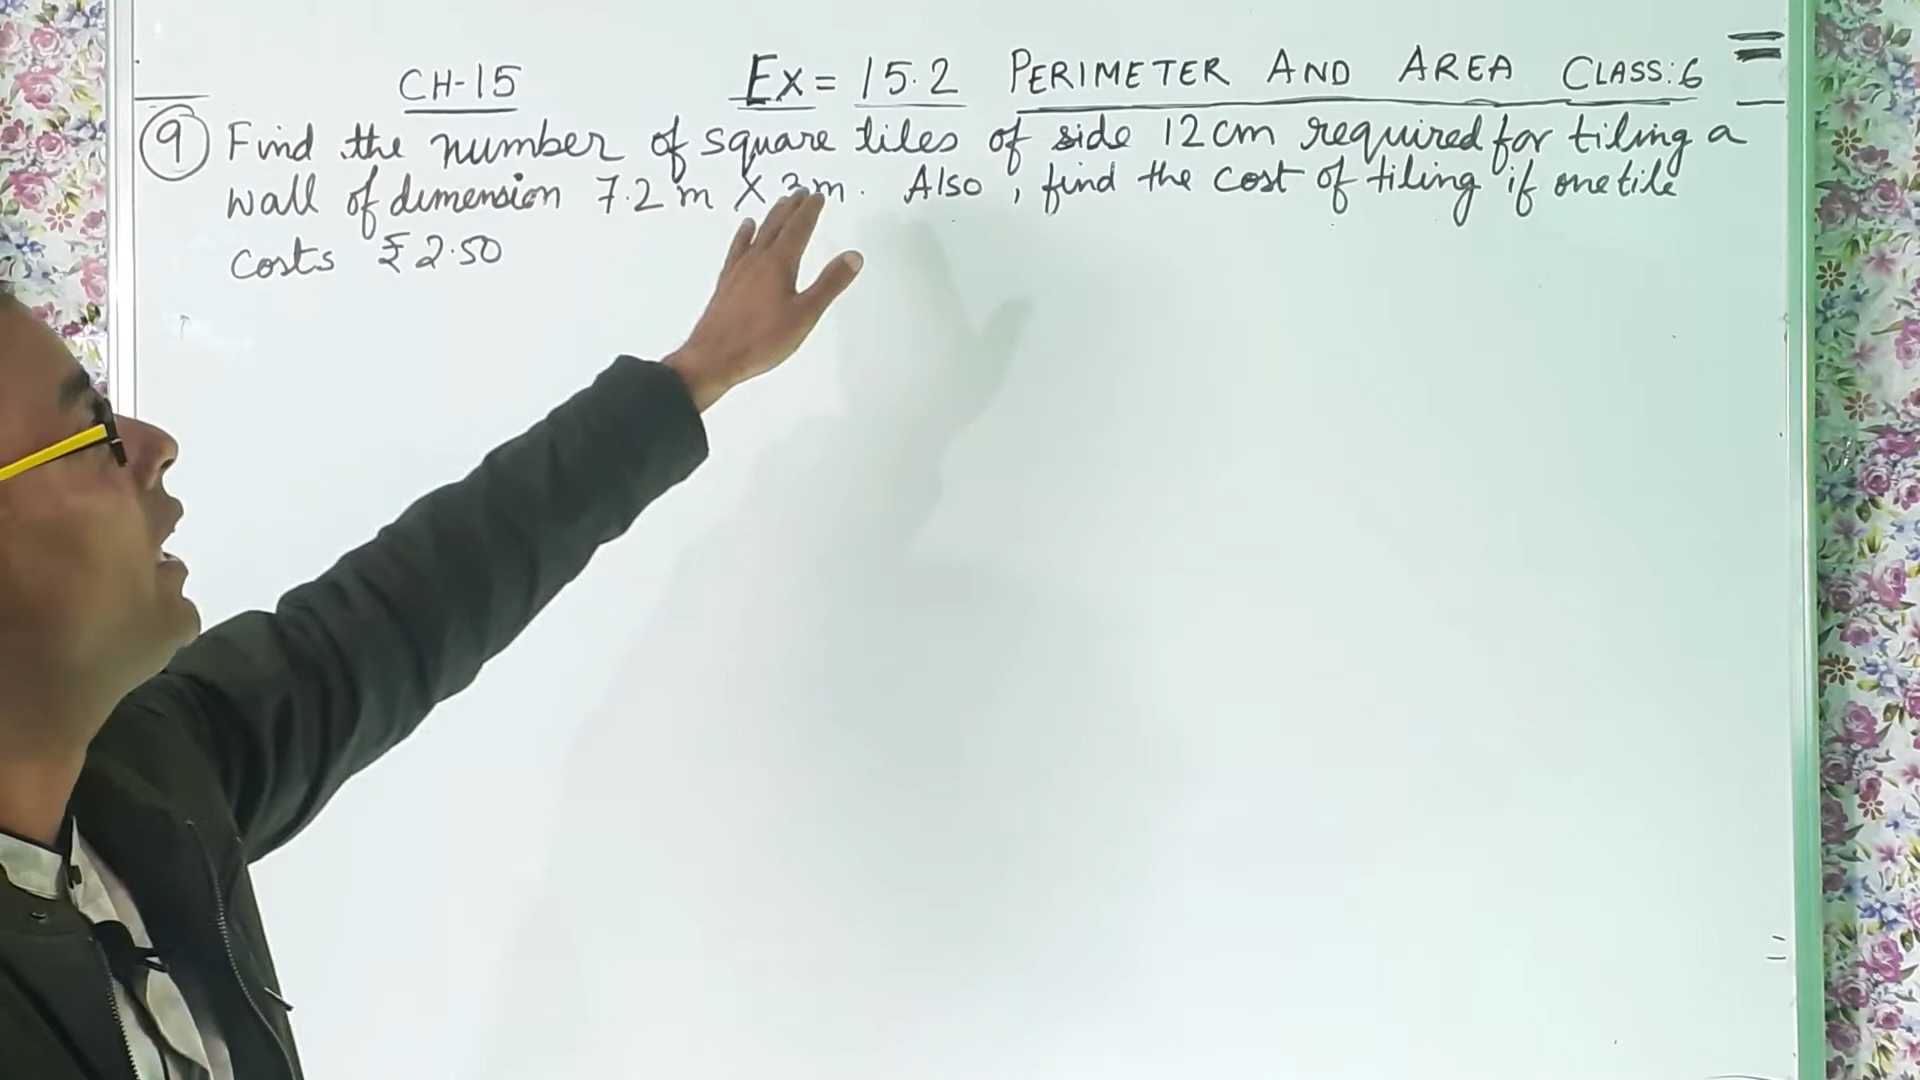 CH-15 Ex = 15.2 PERIMETER AND AREA CLASS:6
9 Find the number of square tiles of side 12 cm required for tiling a
wall of dimension 7.2 m X 3m. Also, find the cost of tiling if one tile
costs ₹2.50